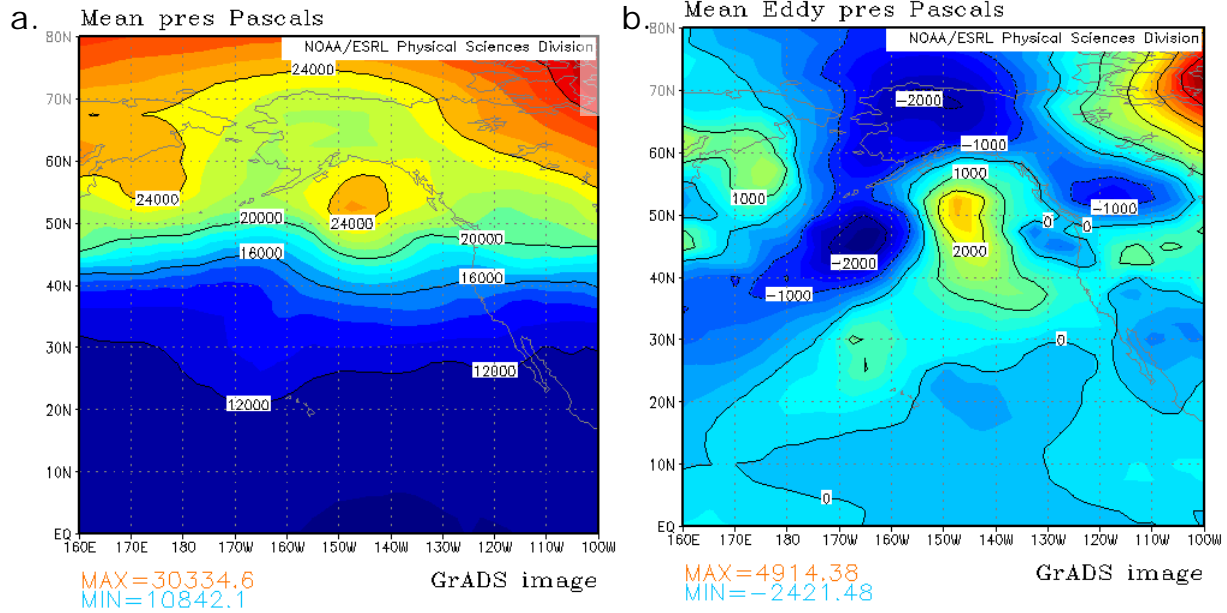 a.
Mean pres Pascals
NOAA/ESRL Physical Sciences Division
80N
70N
60N
50N
40N
30N
20N
10N
EQ
24000
24000
24000
20000
20000
16000
16000
12000
12000
160E 170E 180 170W 160W 150W 140W 130W 120W 110W 100W
MAX=30334.6
MIN=10842.1
GrADS image
b.
Mean Eddy pres Pascals
NOAA/ESRL Physical Sciences Division
80N
70N
60N
50N
40N
30N
20N
10N
EQ
-2000
-1000
1000
1000
-1000
0
0
-2000
2000
-1000
0
0
160E 170E 180 170W 160W 150W 140W 130W 120W 110W 100W
MAX=4914.38
MIN=-2421.48
GrADS image